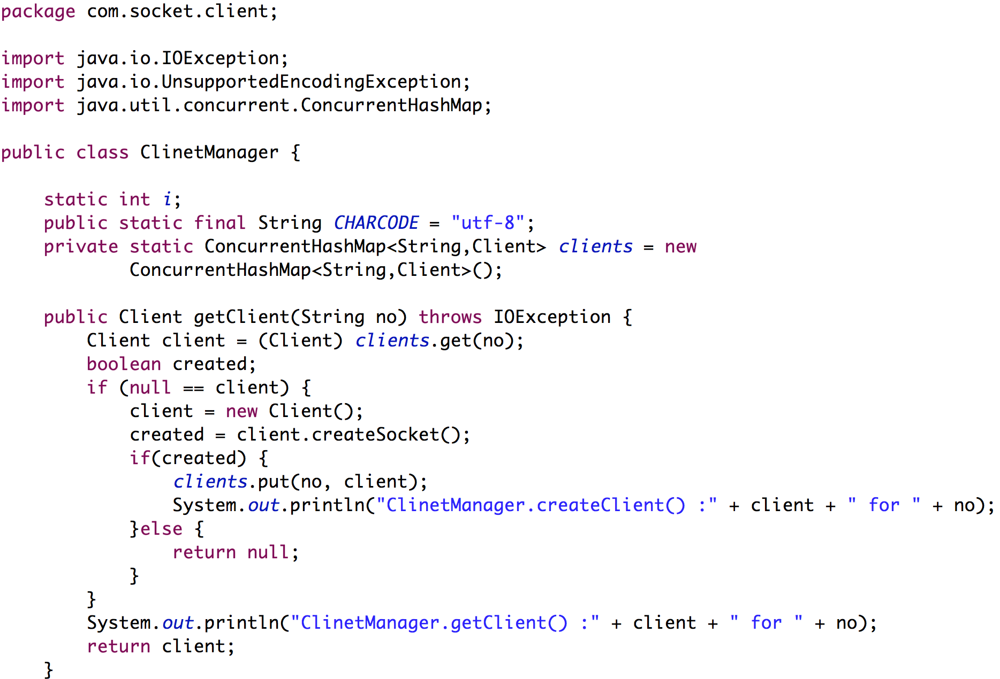 package com.socket.client;

import java.io.IOException;
import java.io.UnsupportedEncodingException;
import java.util.concurrent.ConcurrentHashMap;

public class ClinetManager {

    static int i;
    public static final String CHARCODE = "utf-8";
    private static ConcurrentHashMap<String,Client> clients = new
            ConcurrentHashMap<String,Client>();

    public Client getClient(String no) throws IOException {
        Client client = (Client) clients.get(no);
        boolean created;
        if (null == client) {
            client = new Client();
            created = client.createSocket();
            if(created) {
                clients.put(no, client);
                System.out.println("ClinetManager.createClient() :" + client + " for " + no);
            }else {
                return null;
            }
        }
        System.out.println("ClinetManager.getClient() :" + client + " for " + no);
        return client;
    }